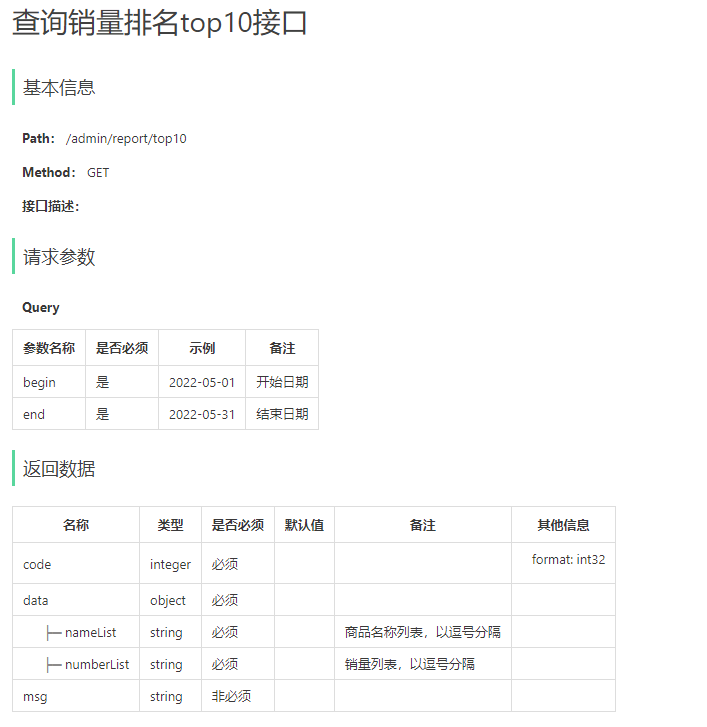 查询销量排名top10接口
基本信息
Path： /admin/report/top10
Method： GET
接口描述：
请求参数
Query
参数名称 是否必须 示例 备注
begin 是 2022-05-01 开始日期
end 是 2022-05-31 结束日期
返回数据
名称 类型 是否必须 默认值 备注 其他信息
code integer 必须 format: int32
data object 必须
├─ nameList string 必须 商品名称列表，以逗号分隔
├─ numberList string 必须 销量列表，以逗号分隔
msg string 非必须